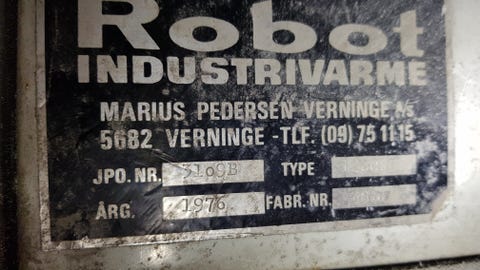 Robot
INDUSTRIVARME
MARIUS PEDERSEN-VERNINGE A/S
5682 VERNINGE -TLF. (09) 75 11 15
JPO. NR. 3109B TYPE
ÅRG. 1976 FABR. NR.